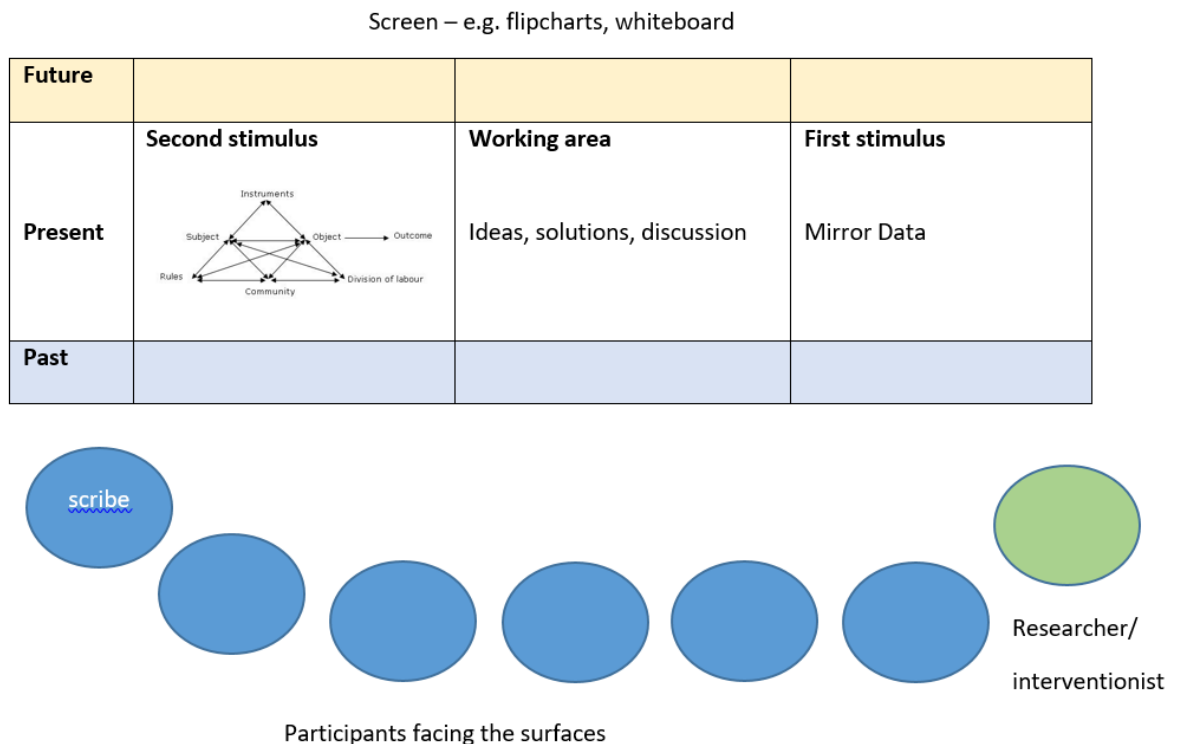 Screen – e.g. flipcharts, whiteboard
Future
Second stimulus
Working area
First stimulus
Instruments
Present
Subject
Object
Outcome
Ideas, solutions, discussion
Mirror Data
Rules
Division of labour
Community
Past
scribe
Researcher/
interventionist
Participants facing the surfaces